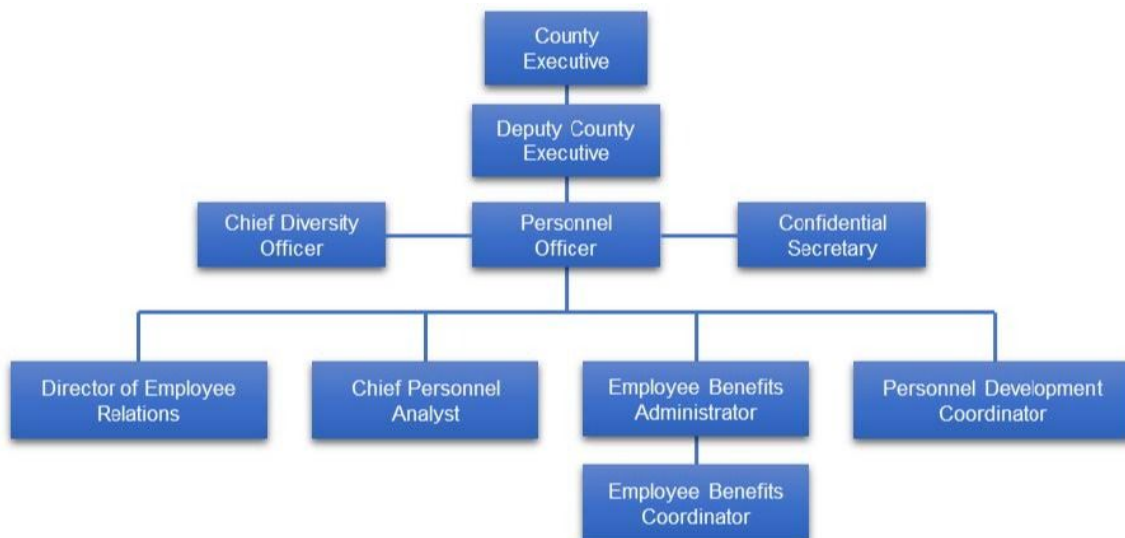 County
Executive
Deputy County
Executive
Chief Diversity
Officer
Personnel
Officer
Confidential
Secretary
Director of Employee
Relations
Chief Personnel
Analyst
Employee Benefits
Administrator
Personnel Development
Coordinator
Employee Benefits
Coordinator